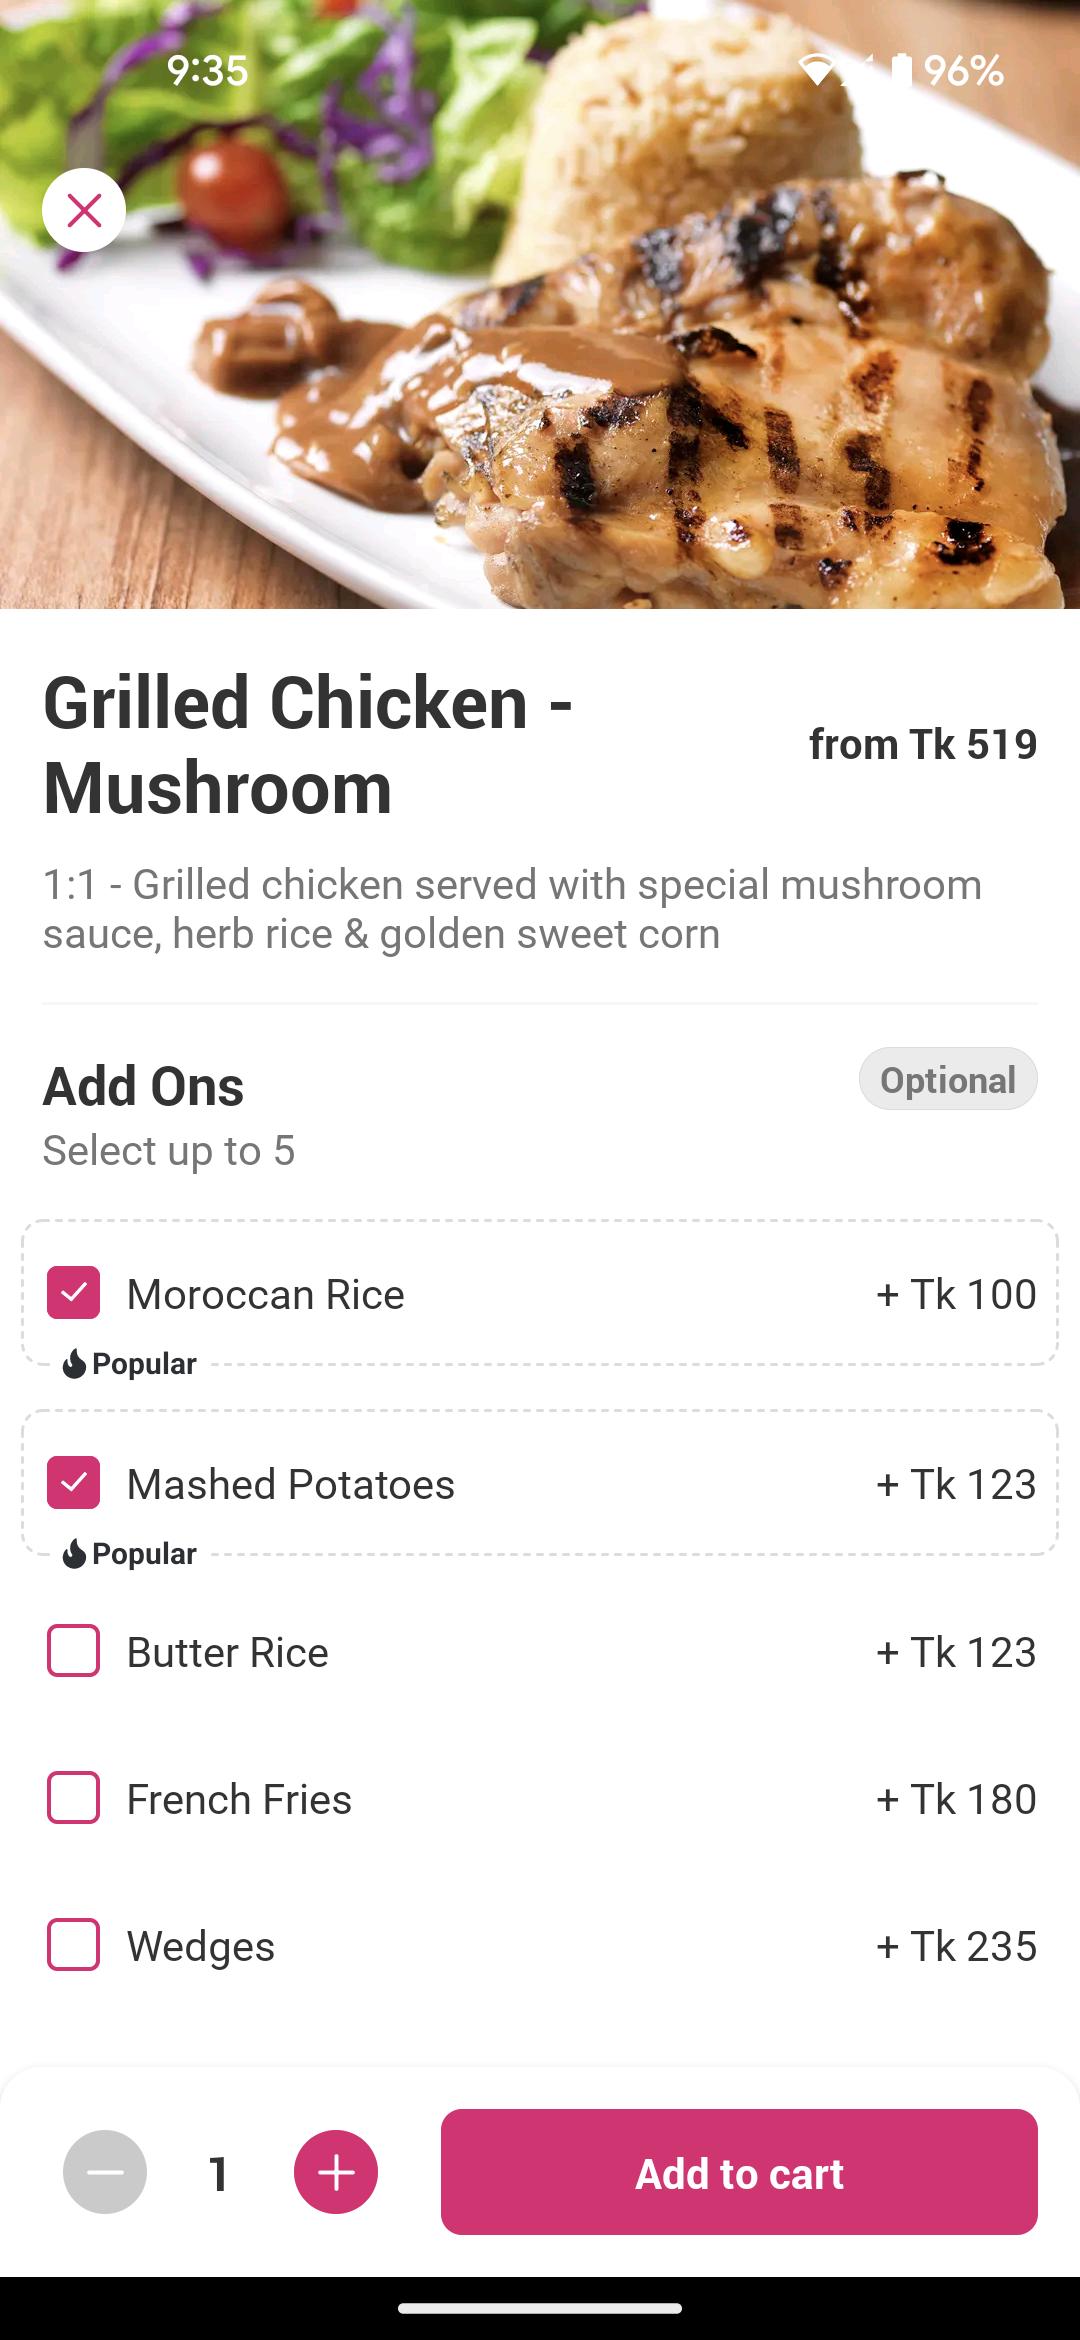 9:35
96%
Grilled Chicken -
Mushroom
from Tk 519
1:1 - Grilled chicken served with special mushroom
sauce, herb rice & golden sweet corn
Add Ons
Optional
Select up to 5
Moroccan Rice + Tk 100
Popular
Mashed Potatoes + Tk 123
Popular
Butter Rice + Tk 123
French Fries + Tk 180
Wedges + Tk 235
1
Add to cart